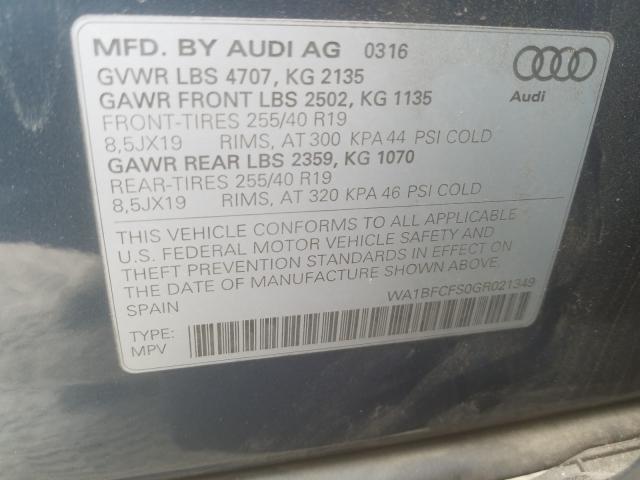 MFD. BY AUDI AG 0316
GVWR LBS 4707, KG 2135
GAWR FRONT LBS 2502, KG 1135
FRONT-TIRES 255/40 R19
8,5JX19 RIMS, AT 300 KPA 44 PSI COLD
GAWR REAR LBS 2359, KG 1070
REAR-TIRES 255/40 R19
8,5JX19 RIMS, AT 320 KPA 46 PSI COLD
Audi
THIS VEHICLE CONFORMS TO ALL APPLICABLE
U.S. FEDERAL MOTOR VEHICLE SAFETY AND
THEFT PREVENTION STANDARDS IN EFFECT ON
THE DATE OF MANUFACTURE SHOWN ABOVE.
SPAIN WA1BFCFS0GR021349
TYPE:
MPV